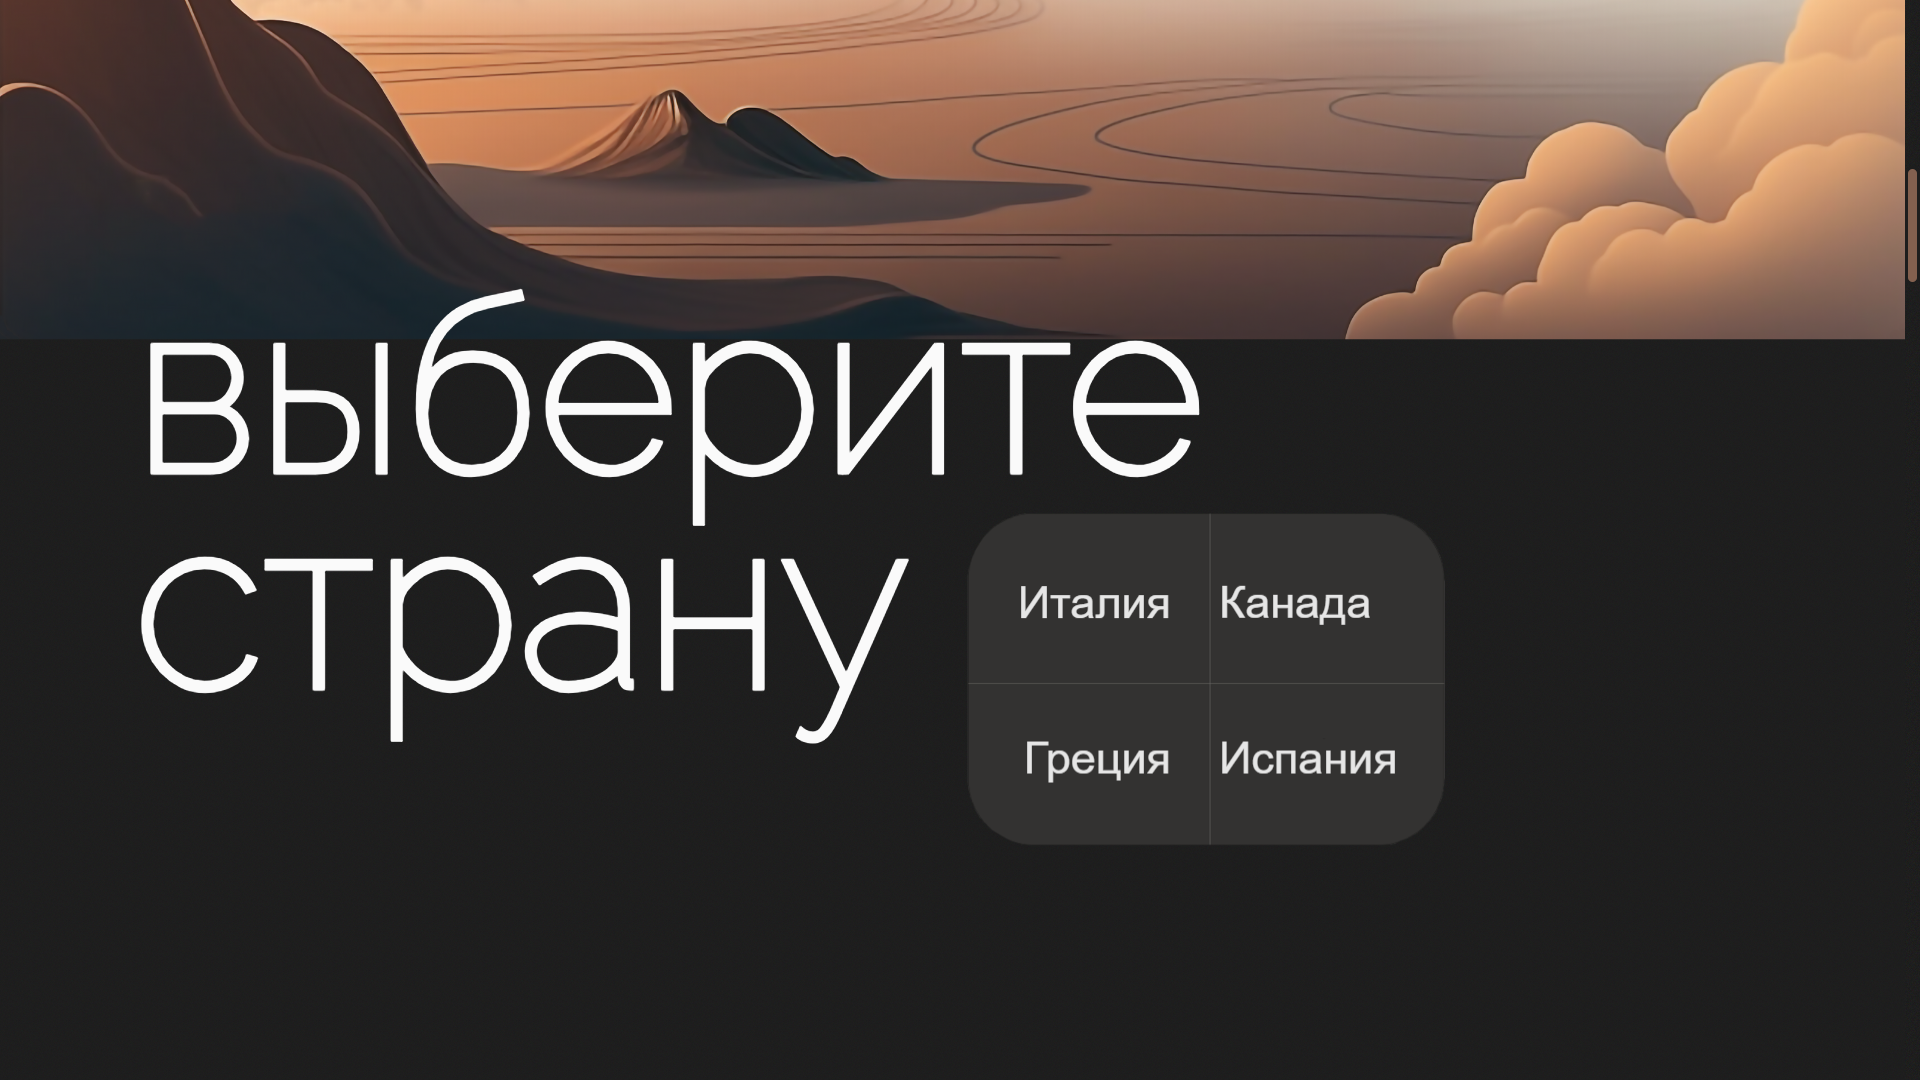 выберите
страну
Италия
Канада
Греция
Испания